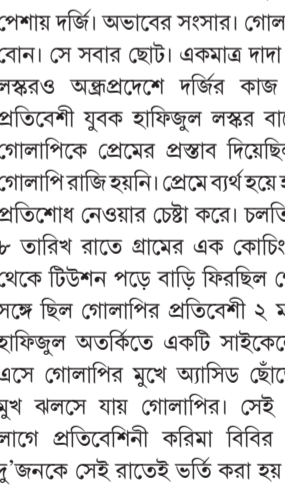 পেশায় দর্জি। অভাবের সংসার।
বোন। সে সবার ছোট। একমাত্র দাদা
লস্করও অন্ধ্রপ্রদেশে দর্জির কাজ
প্রতিবেশী যুবক হাফিজুল লস্কর
গোলাপিকে প্রেমের প্রস্তাব
গোলাপি রাজি হয়নি। প্রেমে ব্যর্থ হয়ে
প্রতিশোধ নেওয়ার চেষ্টা করে।
৮ তারিখ রাতে গ্রামের এক কোচিং
থেকে টিউশন পড়ে বাড়ি ফিরছিল
সঙ্গে ছিল গোলাপির প্রতিবেশী ২
হাফিজুল অতর্কিতে একটি
এসে গোলাপির মুখে অ্যাসিড
মুখ ঝলসে যায় গোলাপির। সেই
লাগে প্রতিবেশিনী করিমা বিবির
দু'জনকে সেই রাতেই ভর্তি করা হয়